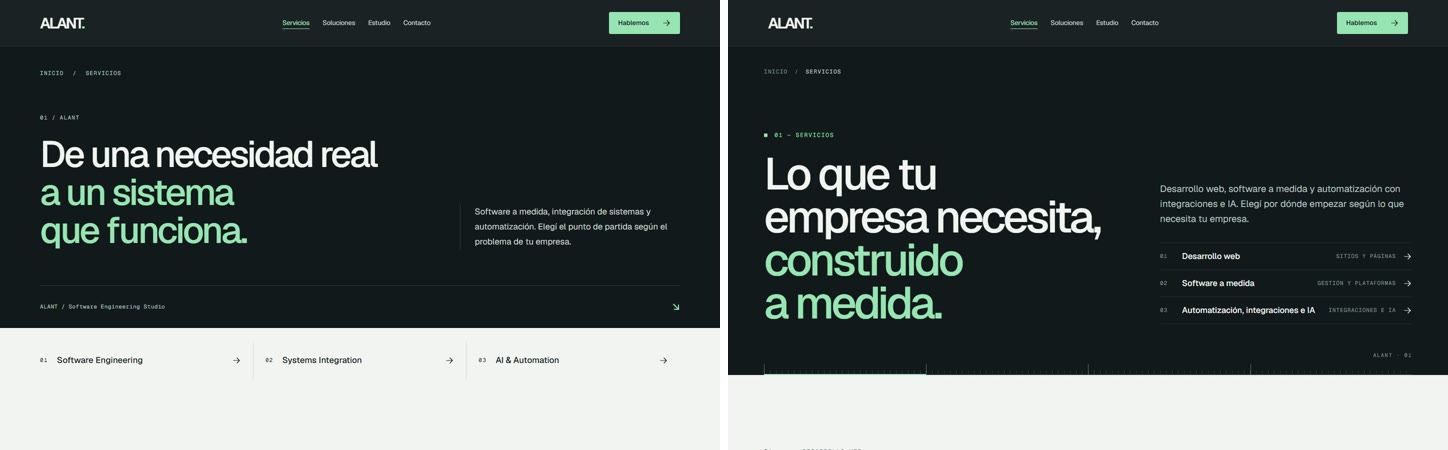 ALANT.
Servicios Soluciones Estudio Contacto
Hablemos →
INICIO / SERVICIOS
01 / ALANT
De una necesidad real
a un sistema
que funciona.
Software a medida, integración de sistemas y
automatización. Elegí el punto de partida según el
problema de tu empresa.
ALANT / Software Engineering Studio
01 Software Engineering →
02 Systems Integration →
03 AI & Automation →
ALANT.
Servicios Soluciones Estudio Contacto
Hablemos →
INICIO / SERVICIOS
01 — SERVICIOS
Lo que tu
empresa necesita,
construido
a medida.
Desarrollo web, software a medida y automatización con
integraciones e IA. Elegí por dónde empezar según lo que
necesita tu empresa.
01 Desarrollo web SITIOS Y PÁGINAS →
02 Software a medida GESTIÓN Y PLATAFORMAS →
03 Automatización, integraciones e IA INTEGRACIONES E IA →
ALANT · 01